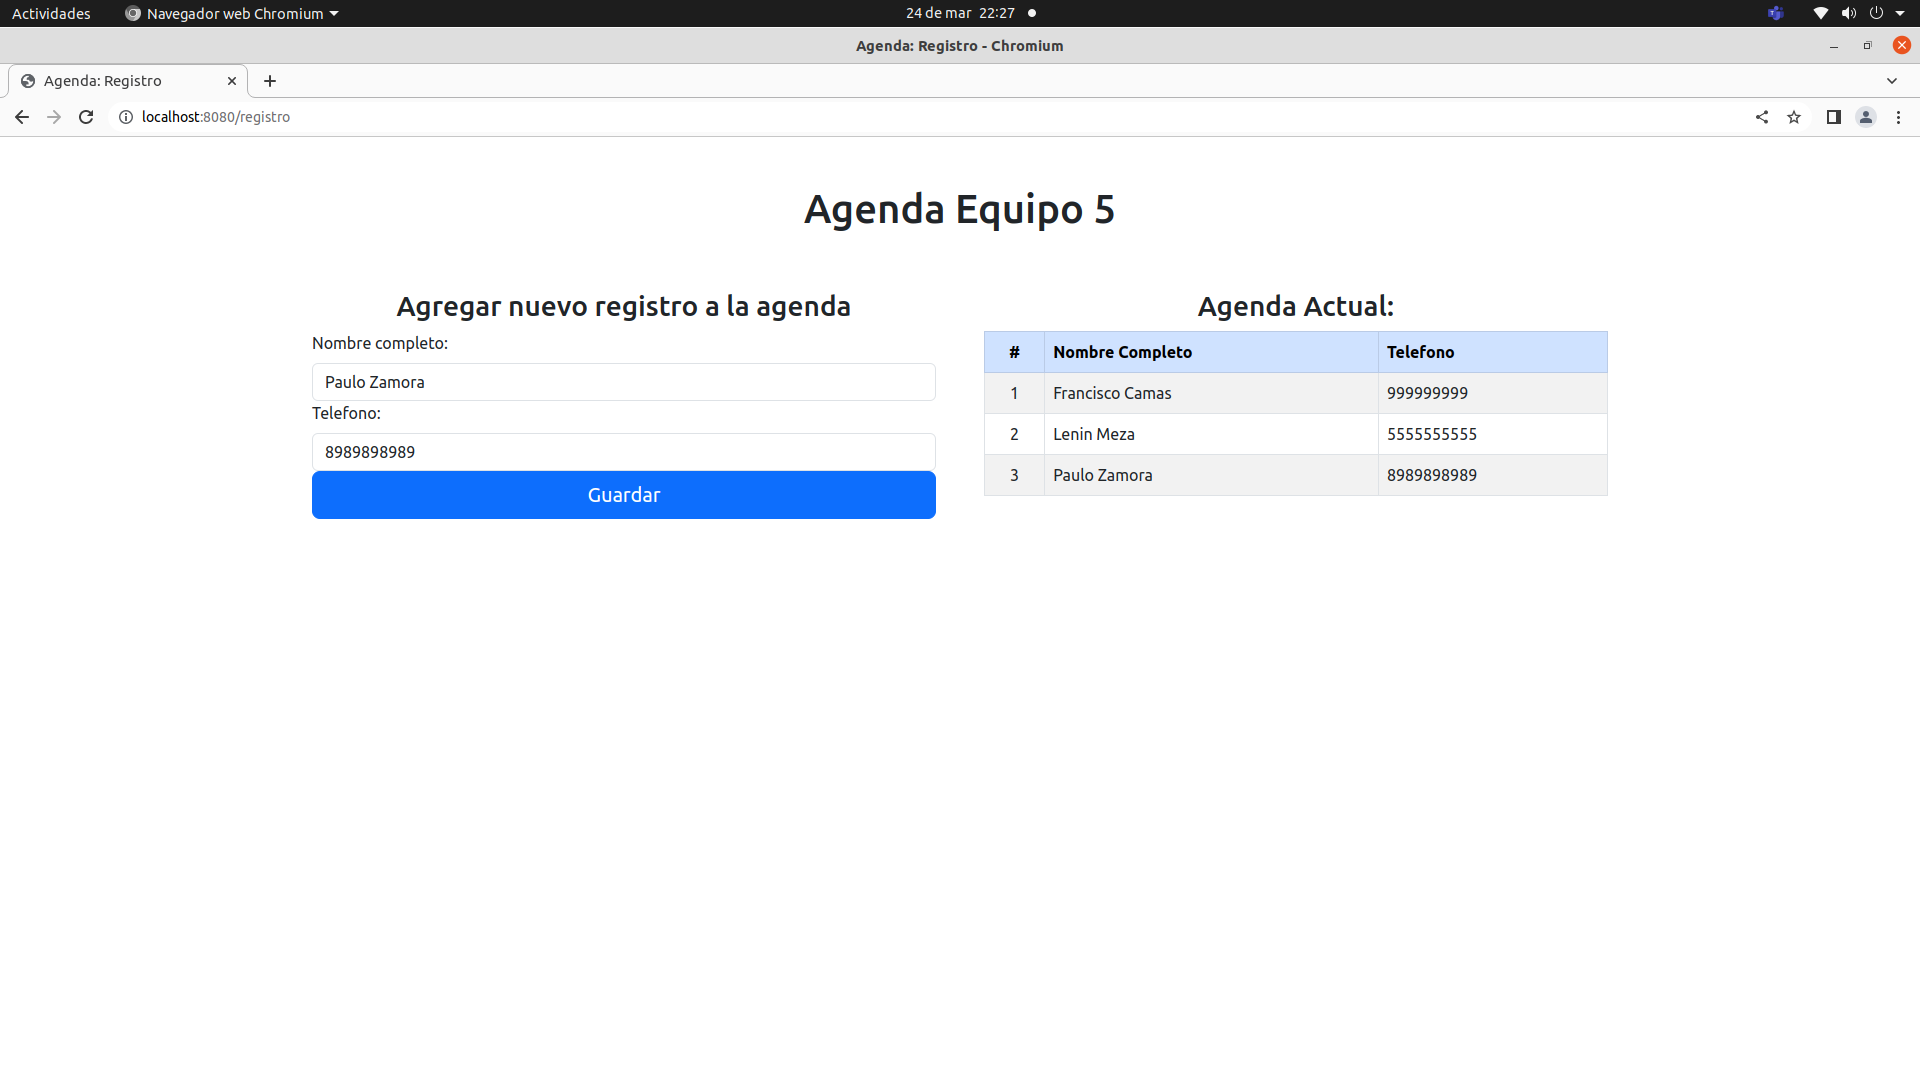 Actividades Navegador web Chromium 24 de mar 22:27
Agenda: Registro - Chromium
Agenda: Registro
localhost:8080/registro
Agenda Equipo 5
Agregar nuevo registro a la agenda
Nombre completo:
Paulo Zamora
Telefono:
8989898989
Guardar
Agenda Actual:
# Nombre Completo Telefono
1 Francisco Camas 999999999
2 Lenin Meza 5555555555
3 Paulo Zamora 8989898989